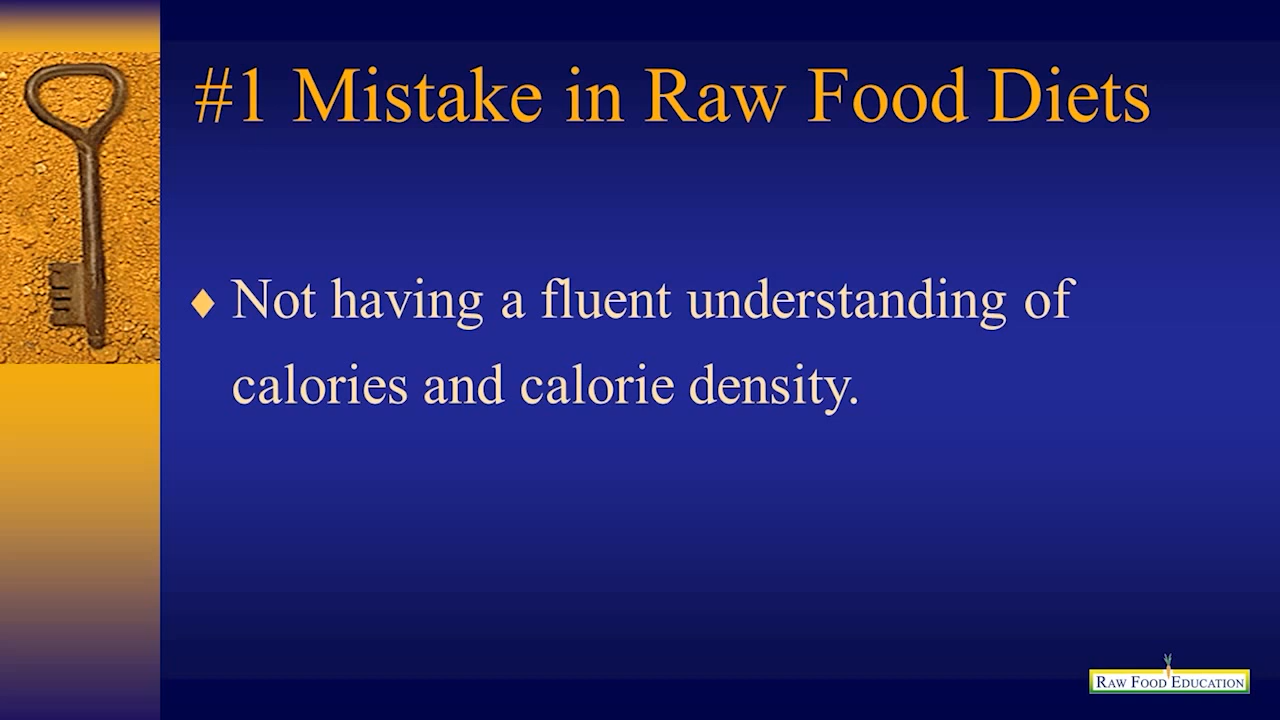 #1 Mistake in Raw Food Diets
Not having a fluent understanding of
calories and calorie density.
RAW FOOD EDUCATION